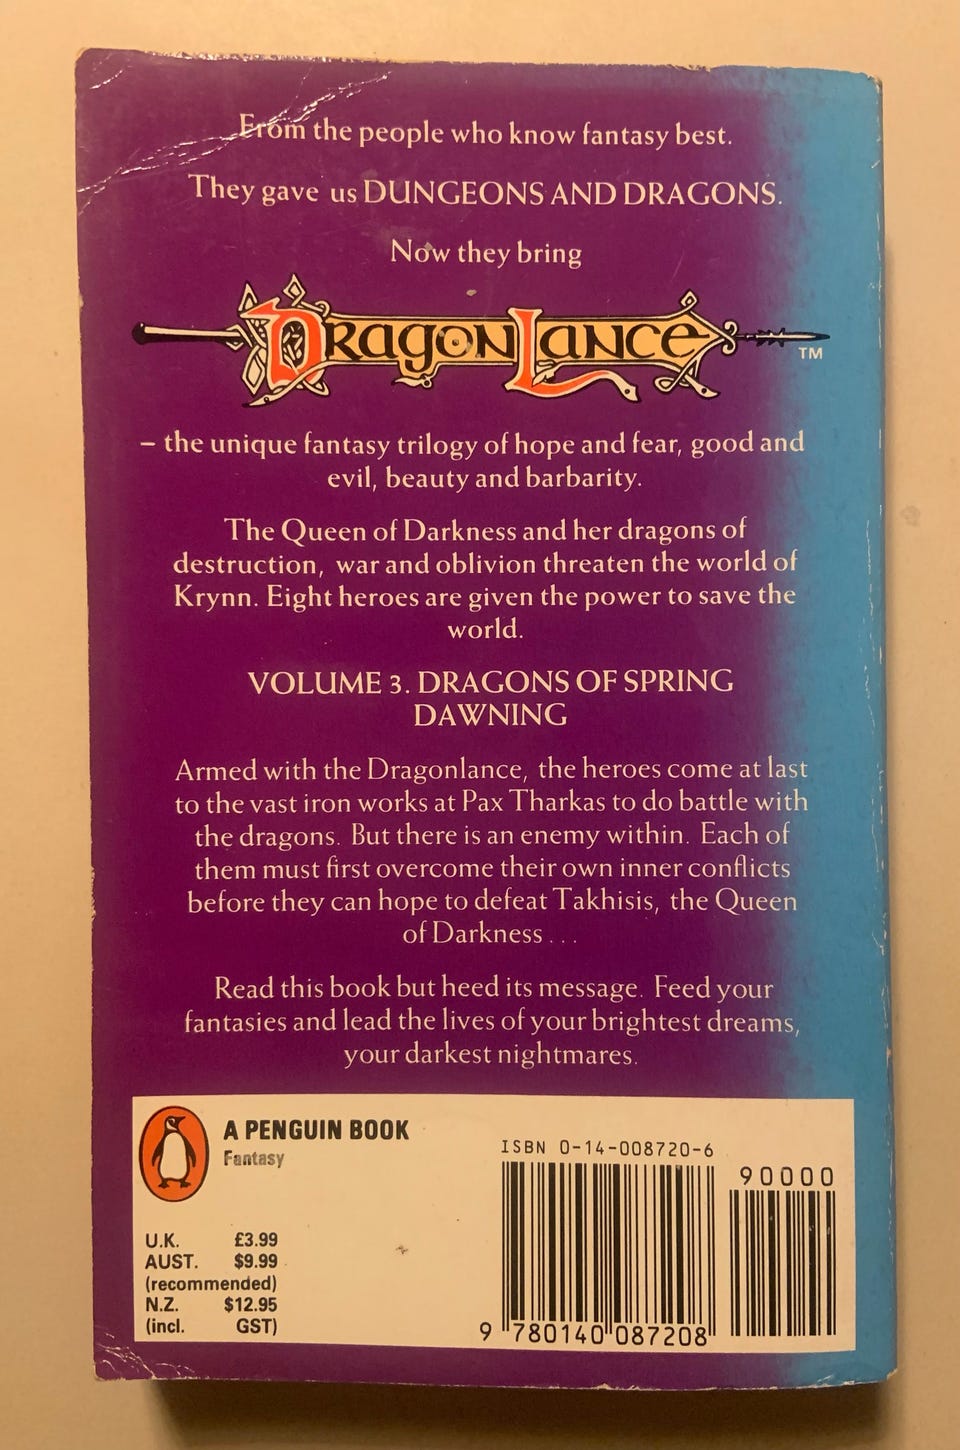 From the people who know fantasy best.
They gave us DUNGEONS AND DRAGONS.
Now they bring
DRAGONLANCE
TM
– the unique fantasy trilogy of hope and fear, good and
evil, beauty and barbarity.
The Queen of Darkness and her dragons of
destruction, war and oblivion threaten the world of
Krynn. Eight heroes are given the power to save the
world.
VOLUME 3. DRAGONS OF SPRING
DAWNING
Armed with the Dragonlance, the heroes come at last
to the vast iron works at Pax Tharkas to do battle with
the dragons. But there is an enemy within. Each of
them must first overcome their own inner conflicts
before they can hope to defeat Takhisis, the Queen
of Darkness . . .
Read this book but heed its message. Feed your
fantasies and lead the lives of your brightest dreams,
your darkest nightmares.
A PENGUIN BOOK
Fantasy
U.K. £3.99
AUST. $9.99
(recommended)
N.Z. $12.95
(incl. GST)
ISBN 0-14-008720-6
90000
9 780140 087208